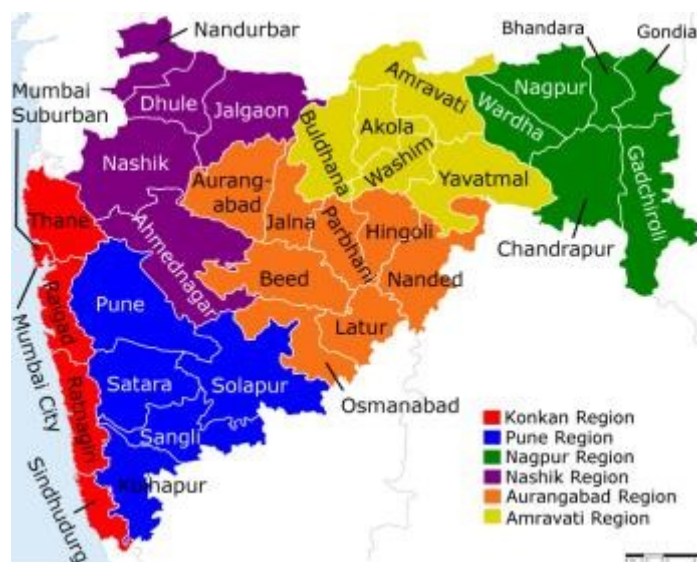 Nandurbar
Bhandara
Gondia
Mumbai
Suburban
Dhule
Jalgaon
Amravati
Nagpur
Wardha
Akola
Buldhana
Washim
Nashik
Yavatmal
Gadchiroli
Aurang-
abad
Jalna
Parbhani
Hingoli
Thane
Ahmednagar
Chandrapur
Beed
Nanded
Pune
Raigad
Mumbai City
Latur
Satara
Solapur
Osmanabad
Ratnagiri
Sangli
Kolhapur
Sindhudurg
Konkan Region
Pune Region
Nagpur Region
Nashik Region
Aurangabad Region
Amravati Region